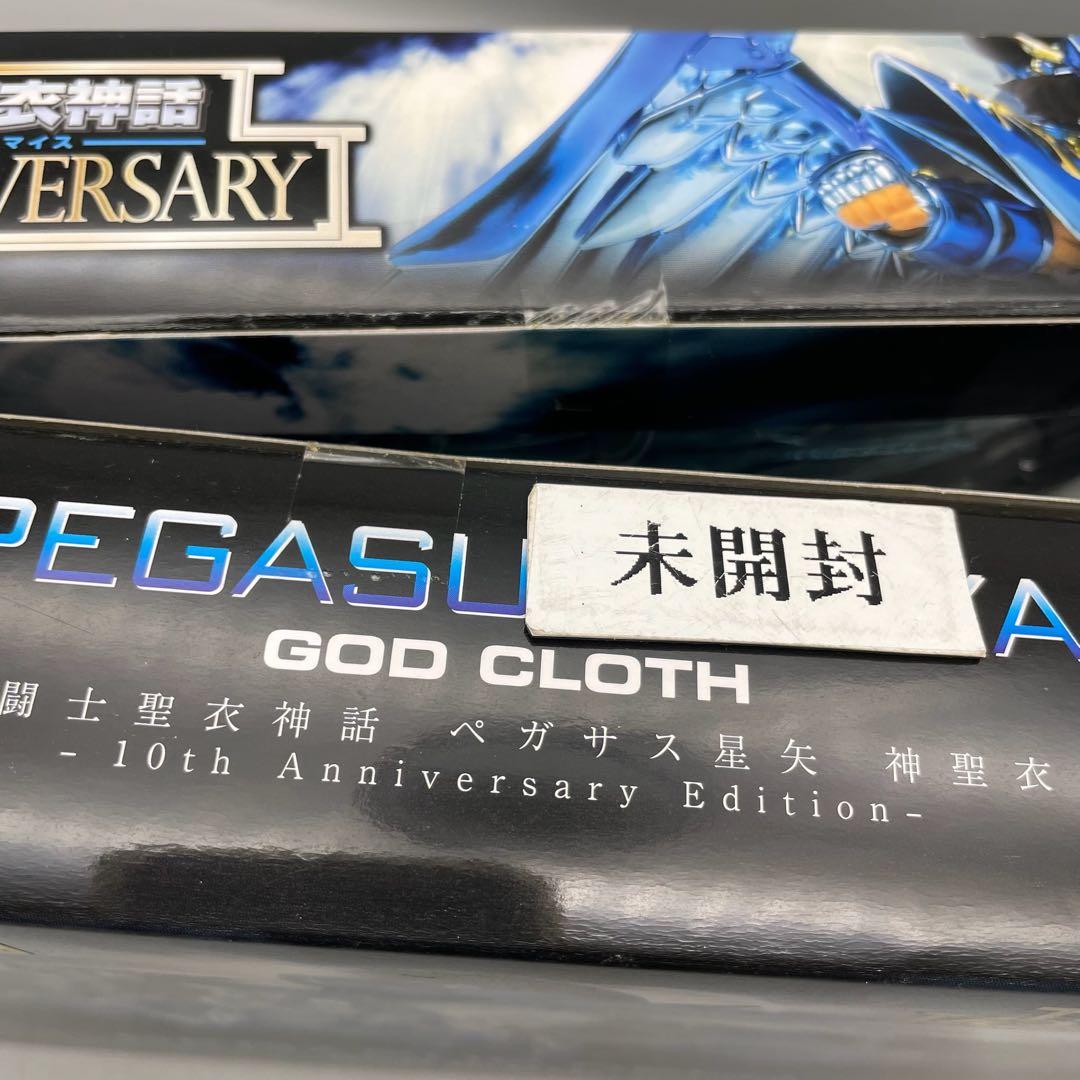 衣神話
マイス
VERSARY
PEGASU YA
未開封
GOD CLOTH
闘士聖衣神話 ペガサス星矢 神聖衣
- 10th Anniversary Edition-